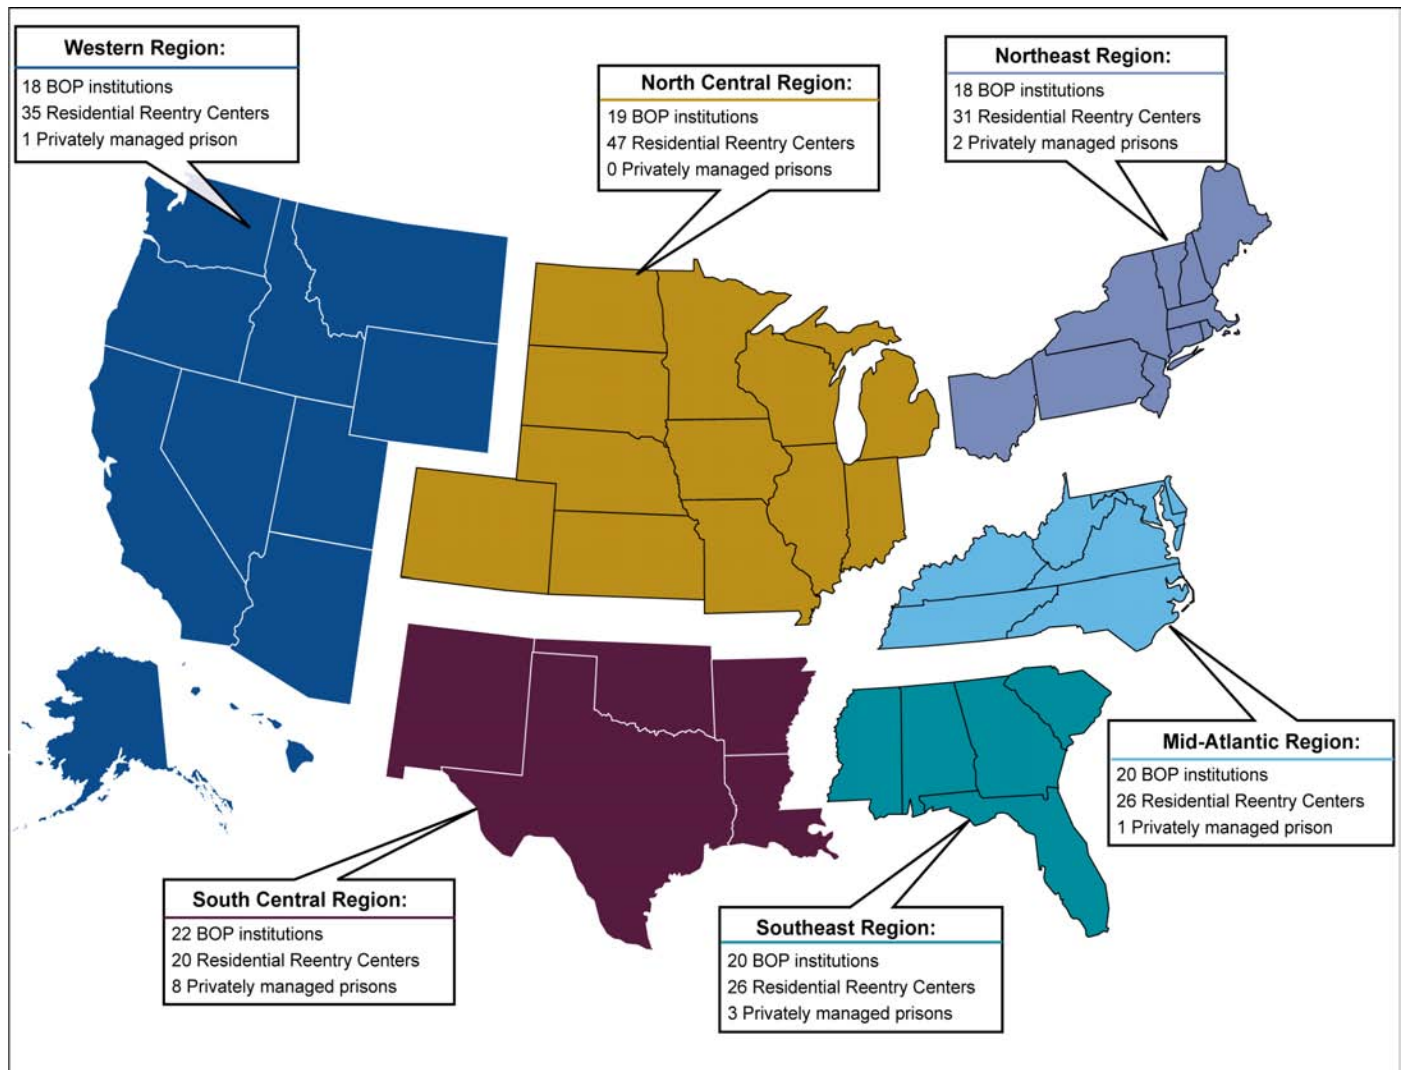 Western Region:
18 BOP institutions
35 Residential Reentry Centers
1 Privately managed prison
North Central Region:
19 BOP institutions
47 Residential Reentry Centers
0 Privately managed prisons
Northeast Region:
18 BOP institutions
31 Residential Reentry Centers
2 Privately managed prisons
Mid-Atlantic Region:
20 BOP institutions
26 Residential Reentry Centers
1 Privately managed prison
South Central Region:
22 BOP institutions
20 Residential Reentry Centers
8 Privately managed prisons
Southeast Region:
20 BOP institutions
26 Residential Reentry Centers
3 Privately managed prisons